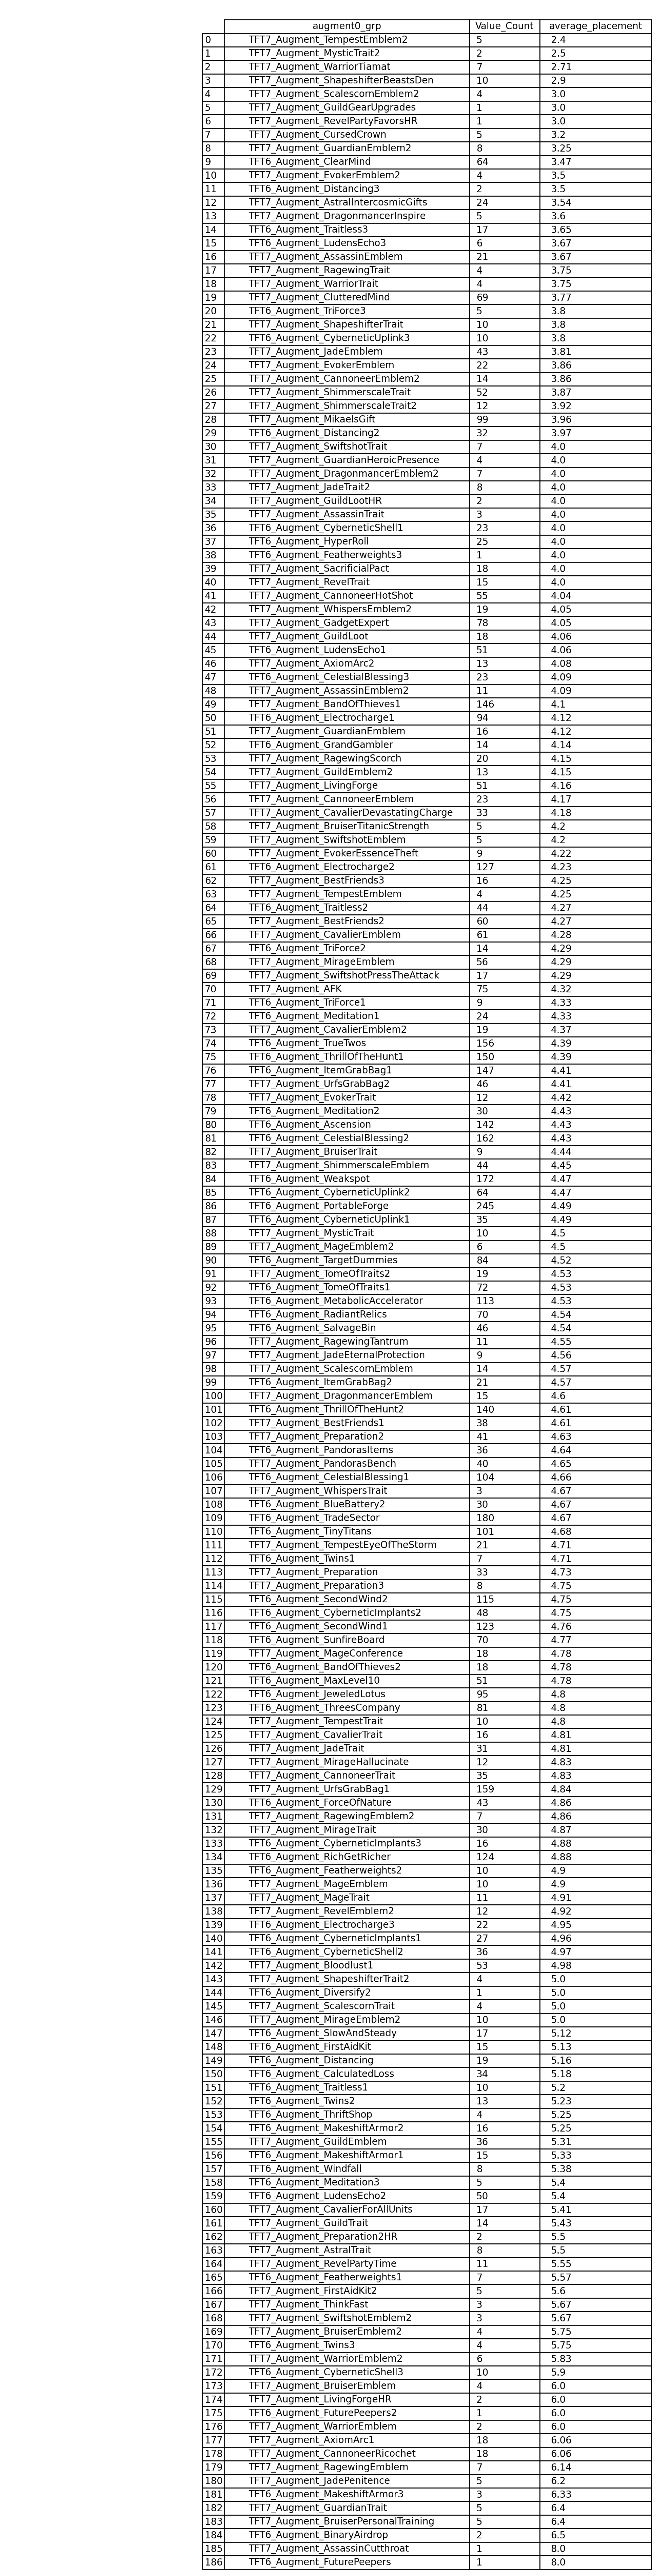 augment0_grp Value_Count average_placement
0 TFT7_Augment_TempestEmblem2 5 2.4
1 TFT7_Augment_MysticTrait2 2 2.5
2 TFT7_Augment_WarriorTiamat 7 2.71
3 TFT7_Augment_ShapeshifterBeastsDen 10 2.9
4 TFT7_Augment_ScalescornEmblem2 4 3.0
5 TFT7_Augment_GuildGearUpgrades 1 3.0
6 TFT7_Augment_RevelPartyFavorsHR 1 3.0
7 TFT7_Augment_CursedCrown 5 3.2
8 TFT7_Augment_GuardianEmblem2 8 3.25
9 TFT6_Augment_ClearMind 64 3.47
10 TFT7_Augment_EvokerEmblem2 4 3.5
11 TFT6_Augment_Distancing3 2 3.5
12 TFT7_Augment_AstralIntercosmicGifts 24 3.54
13 TFT7_Augment_DragonmancerInspire 5 3.6
14 TFT6_Augment_Traitless3 17 3.65
15 TFT6_Augment_LudensEcho3 6 3.67
16 TFT7_Augment_AssassinEmblem 21 3.67
17 TFT7_Augment_RagewingTrait 4 3.75
18 TFT7_Augment_WarriorTrait 4 3.75
19 TFT7_Augment_ClutteredMind 69 3.77
20 TFT6_Augment_TriForce3 5 3.8
21 TFT7_Augment_ShapeshifterTrait 10 3.8
22 TFT6_Augment_CyberneticUplink3 10 3.8
23 TFT7_Augment_JadeEmblem 43 3.81
24 TFT7_Augment_EvokerEmblem 22 3.86
25 TFT7_Augment_CannoneerEmblem2 14 3.86
26 TFT7_Augment_ShimmerscaleTrait 52 3.87
27 TFT7_Augment_ShimmerscaleTrait2 12 3.92
28 TFT7_Augment_MikaelsGift 99 3.96
29 TFT6_Augment_Distancing2 32 3.97
30 TFT7_Augment_SwiftshotTrait 7 4.0
31 TFT7_Augment_GuardianHeroicPresence 4 4.0
32 TFT7_Augment_DragonmancerEmblem2 7 4.0
33 TFT7_Augment_JadeTrait2 8 4.0
34 TFT7_Augment_GuildLootHR 2 4.0
35 TFT7_Augment_AssassinTrait 3 4.0
36 TFT6_Augment_CyberneticShell1 23 4.0
37 TFT6_Augment_HyperRoll 25 4.0
38 TFT6_Augment_Featherweights3 1 4.0
39 TFT7_Augment_SacrificialPact 18 4.0
40 TFT7_Augment_RevelTrait 15 4.0
41 TFT7_Augment_CannoneerHotShot 55 4.04
42 TFT7_Augment_WhispersEmblem2 19 4.05
43 TFT7_Augment_GadgetExpert 78 4.05
44 TFT7_Augment_GuildLoot 18 4.06
45 TFT6_Augment_LudensEcho1 51 4.06
46 TFT7_Augment_AxiomArc2 13 4.08
47 TFT6_Augment_CelestialBlessing3 23 4.09
48 TFT7_Augment_AssassinEmblem2 11 4.09
49 TFT7_Augment_BandOfThieves1 146 4.1
50 TFT6_Augment_Electrocharge1 94 4.12
51 TFT7_Augment_GuardianEmblem 16 4.12
52 TFT6_Augment_GrandGambler 14 4.14
53 TFT7_Augment_RagewingScorch 20 4.15
54 TFT7_Augment_GuildEmblem2 13 4.15
55 TFT7_Augment_LivingForge 51 4.16
56 TFT7_Augment_CannoneerEmblem 23 4.17
57 TFT7_Augment_CavalierDevastatingCharge 33 4.18
58 TFT7_Augment_BruiserTitanicStrength 5 4.2
59 TFT7_Augment_SwiftshotEmblem 5 4.2
60 TFT7_Augment_EvokerEssenceTheft 9 4.22
61 TFT6_Augment_Electrocharge2 127 4.23
62 TFT7_Augment_BestFriends3 16 4.25
63 TFT7_Augment_TempestEmblem 4 4.25
64 TFT6_Augment_Traitless2 44 4.27
65 TFT7_Augment_BestFriends2 60 4.27
66 TFT7_Augment_CavalierEmblem 61 4.28
67 TFT6_Augment_TriForce2 14 4.29
68 TFT7_Augment_MirageEmblem 56 4.29
69 TFT7_Augment_SwiftshotPressTheAttack 17 4.29
70 TFT7_Augment_AFK 75 4.32
71 TFT6_Augment_TriForce1 9 4.33
72 TFT6_Augment_Meditation1 24 4.33
73 TFT7_Augment_CavalierEmblem2 19 4.37
74 TFT6_Augment_TrueTwos 156 4.39
75 TFT6_Augment_ThrillOfTheHunt1 150 4.39
76 TFT6_Augment_ItemGrabBag1 147 4.41
77 TFT7_Augment_UrfsGrabBag2 46 4.41
78 TFT7_Augment_EvokerTrait 12 4.42
79 TFT6_Augment_Meditation2 30 4.43
80 TFT6_Augment_Ascension 142 4.43
81 TFT6_Augment_CelestialBlessing2 162 4.43
82 TFT7_Augment_BruiserTrait 9 4.44
83 TFT7_Augment_ShimmerscaleEmblem 44 4.45
84 TFT6_Augment_Weakspot 172 4.47
85 TFT6_Augment_CyberneticUplink2 64 4.47
86 TFT6_Augment_PortableForge 245 4.49
87 TFT6_Augment_CyberneticUplink1 35 4.49
88 TFT7_Augment_MysticTrait 10 4.5
89 TFT7_Augment_MageEmblem2 6 4.5
90 TFT6_Augment_TargetDummies 84 4.52
91 TFT7_Augment_TomeOfTraits2 19 4.53
92 TFT6_Augment_TomeOfTraits1 72 4.53
93 TFT6_Augment_MetabolicAccelerator 113 4.53
94 TFT6_Augment_RadiantRelics 70 4.54
95 TFT6_Augment_SalvageBin 46 4.54
96 TFT7_Augment_RagewingTantrum 11 4.55
97 TFT7_Augment_JadeEternalProtection 9 4.56
98 TFT7_Augment_ScalescornEmblem 14 4.57
99 TFT6_Augment_ItemGrabBag2 21 4.57
100 TFT7_Augment_DragonmancerEmblem 15 4.6
101 TFT6_Augment_ThrillOfTheHunt2 140 4.61
102 TFT7_Augment_BestFriends1 38 4.61
103 TFT7_Augment_Preparation2 41 4.63
104 TFT6_Augment_PandorasItems 36 4.64
105 TFT7_Augment_PandorasBench 40 4.65
106 TFT6_Augment_CelestialBlessing1 104 4.66
107 TFT7_Augment_WhispersTrait 3 4.67
108 TFT6_Augment_BlueBattery2 30 4.67
109 TFT6_Augment_TradeSector 180 4.67
110 TFT6_Augment_TinyTitans 101 4.68
111 TFT7_Augment_TempestEyeOfTheStorm 21 4.71
112 TFT6_Augment_Twins1 7 4.71
113 TFT7_Augment_Preparation 33 4.73
114 TFT7_Augment_Preparation3 8 4.75
115 TFT6_Augment_SecondWind2 115 4.75
116 TFT6_Augment_CyberneticImplants2 48 4.75
117 TFT6_Augment_SecondWind1 123 4.76
118 TFT6_Augment_SunfireBoard 70 4.77
119 TFT7_Augment_MageConference 18 4.78
120 TFT6_Augment_BandOfThieves2 18 4.78
121 TFT7_Augment_MaxLevel10 51 4.78
122 TFT6_Augment_JeweledLotus 95 4.8
123 TFT6_Augment_ThreesCompany 81 4.8
124 TFT7_Augment_TempestTrait 10 4.8
125 TFT7_Augment_CavalierTrait 16 4.81
126 TFT7_Augment_JadeTrait 31 4.81
127 TFT7_Augment_MirageHallucinate 12 4.83
128 TFT7_Augment_CannoneerTrait 35 4.83
129 TFT7_Augment_UrfsGrabBag1 159 4.84
130 TFT6_Augment_ForceOfNature 43 4.86
131 TFT7_Augment_RagewingEmblem2 7 4.86
132 TFT7_Augment_MirageTrait 30 4.87
133 TFT6_Augment_CyberneticImplants3 16 4.88
134 TFT6_Augment_RichGetRicher 124 4.88
135 TFT6_Augment_Featherweights2 10 4.9
136 TFT7_Augment_MageEmblem 10 4.9
137 TFT7_Augment_MageTrait 11 4.91
138 TFT7_Augment_RevelEmblem2 12 4.92
139 TFT6_Augment_Electrocharge3 22 4.95
140 TFT6_Augment_CyberneticImplants1 27 4.96
141 TFT6_Augment_CyberneticShell2 36 4.97
142 TFT7_Augment_Bloodlust1 53 4.98
143 TFT7_Augment_ShapeshifterTrait2 4 5.0
144 TFT6_Augment_Diversify2 1 5.0
145 TFT7_Augment_ScalescornTrait 4 5.0
146 TFT7_Augment_MirageEmblem2 10 5.0
147 TFT6_Augment_SlowAndSteady 17 5.12
148 TFT6_Augment_FirstAidKit 15 5.13
149 TFT6_Augment_Distancing 19 5.16
150 TFT6_Augment_CalculatedLoss 34 5.18
151 TFT6_Augment_Traitless1 10 5.2
152 TFT6_Augment_Twins2 13 5.23
153 TFT6_Augment_ThriftShop 4 5.25
154 TFT6_Augment_MakeshiftArmor2 16 5.25
155 TFT7_Augment_GuildEmblem 36 5.31
156 TFT6_Augment_MakeshiftArmor1 15 5.33
157 TFT6_Augment_Windfall 8 5.38
158 TFT6_Augment_Meditation3 5 5.4
159 TFT6_Augment_LudensEcho2 50 5.4
160 TFT7_Augment_CavalierForAllUnits 17 5.41
161 TFT7_Augment_GuildTrait 14 5.43
162 TFT7_Augment_Preparation2HR 2 5.5
163 TFT7_Augment_AstralTrait 8 5.5
164 TFT7_Augment_RevelPartyTime 11 5.55
165 TFT6_Augment_Featherweights1 7 5.57
166 TFT7_Augment_FirstAidKit2 5 5.6
167 TFT7_Augment_ThinkFast 3 5.67
168 TFT7_Augment_SwiftshotEmblem2 3 5.67
169 TFT7_Augment_BruiserEmblem2 4 5.75
170 TFT6_Augment_Twins3 4 5.75
171 TFT7_Augment_WarriorEmblem2 6 5.83
172 TFT6_Augment_CyberneticShell3 10 5.9
173 TFT7_Augment_BruiserEmblem 4 6.0
174 TFT7_Augment_LivingForgeHR 2 6.0
175 TFT7_Augment_FuturePeepers2 1 6.0
176 TFT7_Augment_WarriorEmblem 2 6.0
177 TFT7_Augment_AxiomArc1 18 6.06
178 TFT7_Augment_CannoneerRicochet 18 6.06
179 TFT7_Augment_RagewingEmblem 7 6.14
180 TFT7_Augment_JadePenitence 5 6.2
181 TFT6_Augment_MakeshiftArmor3 3 6.33
182 TFT7_Augment_GuardianTrait 5 6.4
183 TFT7_Augment_BruiserPersonalTraining 5 6.4
184 TFT6_Augment_BinaryAirdrop 2 6.5
185 TFT7_Augment_AssassinCutthroat 1 8.0
186 TFT6_Augment_FuturePeepers 1 8.0